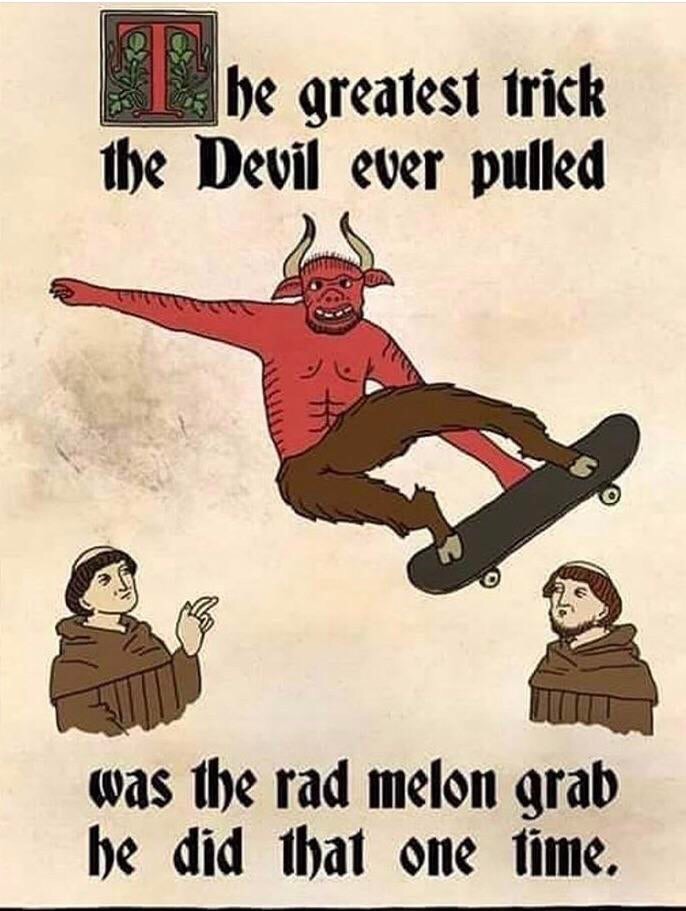 The greatest trick
the Devil ever pulled
was the rad melon grab
he did that one time.